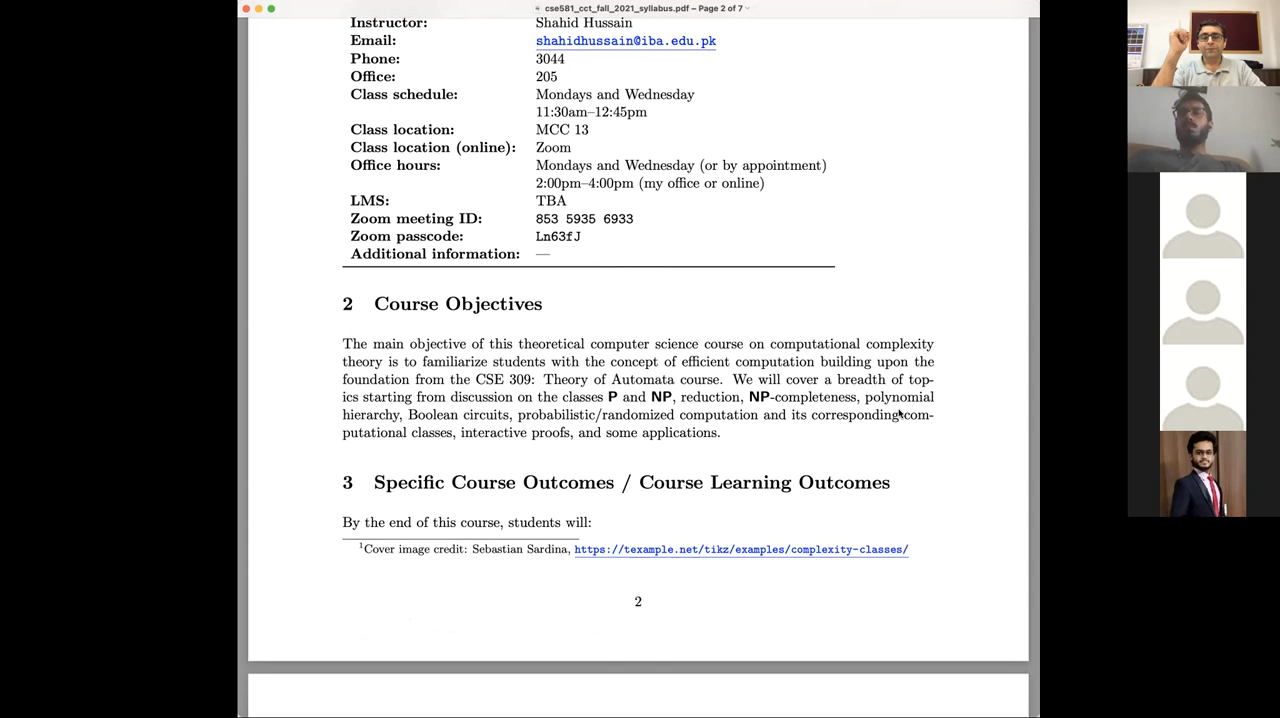 cse581_cct_fall_2021_syllabus.pdf – Page 2 of 7
Instructor: Shahid Hussain
Email: shahidhussain@iba.edu.pk
Phone: 3044
Office: 205
Class schedule: Mondays and Wednesday
11:30am–12:45pm
Class location: MCC 13
Class location (online): Zoom
Office hours: Mondays and Wednesday (or by appointment)
2:00pm–4:00pm (my office or online)
LMS: TBA
Zoom meeting ID: 853 5935 6933
Zoom passcode: Ln63fJ
Additional information: —
2 Course Objectives
The main objective of this theoretical computer science course on computational complexity
theory is to familiarize students with the concept of efficient computation building upon the
foundation from the CSE 309: Theory of Automata course. We will cover a breadth of top-
ics starting from discussion on the classes P and NP, reduction, NP-completeness, polynomial
hierarchy, Boolean circuits, probabilistic/randomized computation and its corresponding com-
putational classes, interactive proofs, and some applications.
3 Specific Course Outcomes / Course Learning Outcomes
By the end of this course, students will:
1Cover image credit: Sebastian Sardina, https://texample.net/tikz/examples/complexity-classes/
2